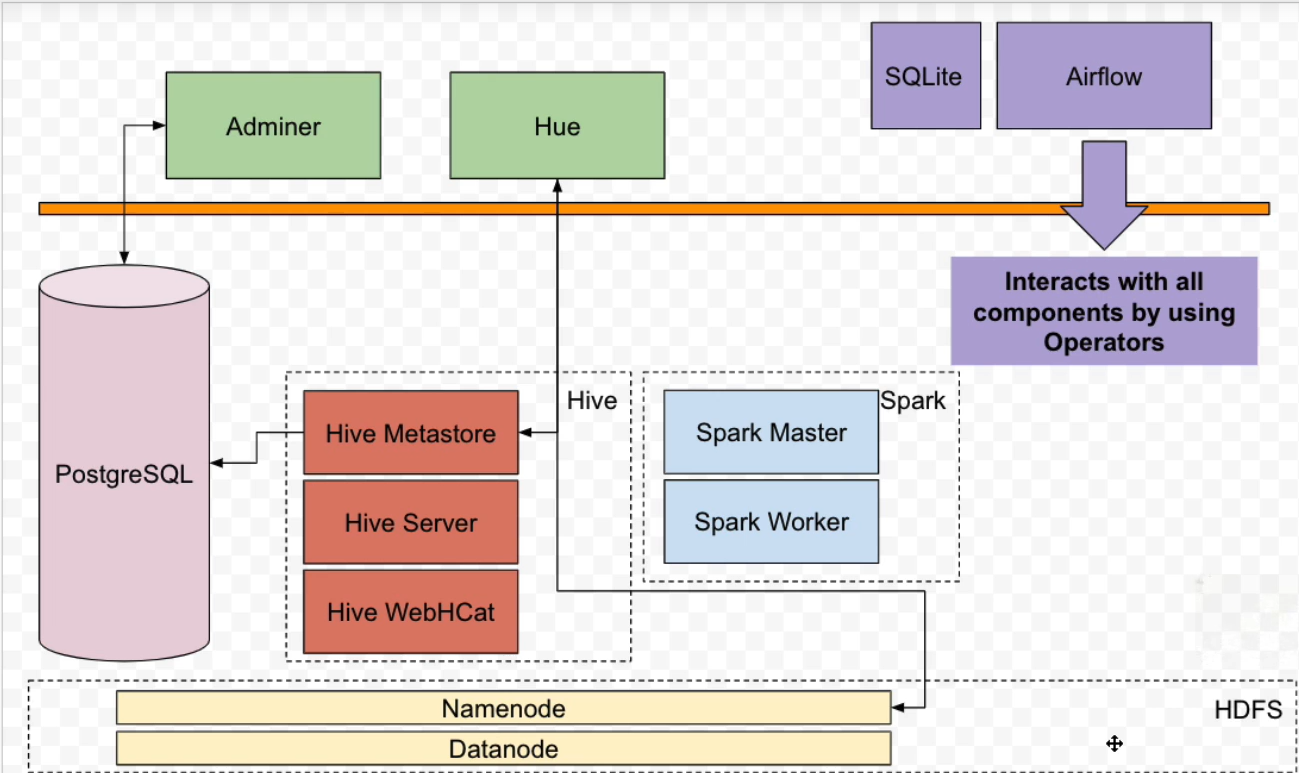 SQLite
Airflow
Adminer
Hue
Interacts with all
components by using
Operators
Hive
Spark
Hive Metastore
Spark Master
PostgreSQL
Hive Server
Spark Worker
Hive WebHCat
Namenode
HDFS
Datanode